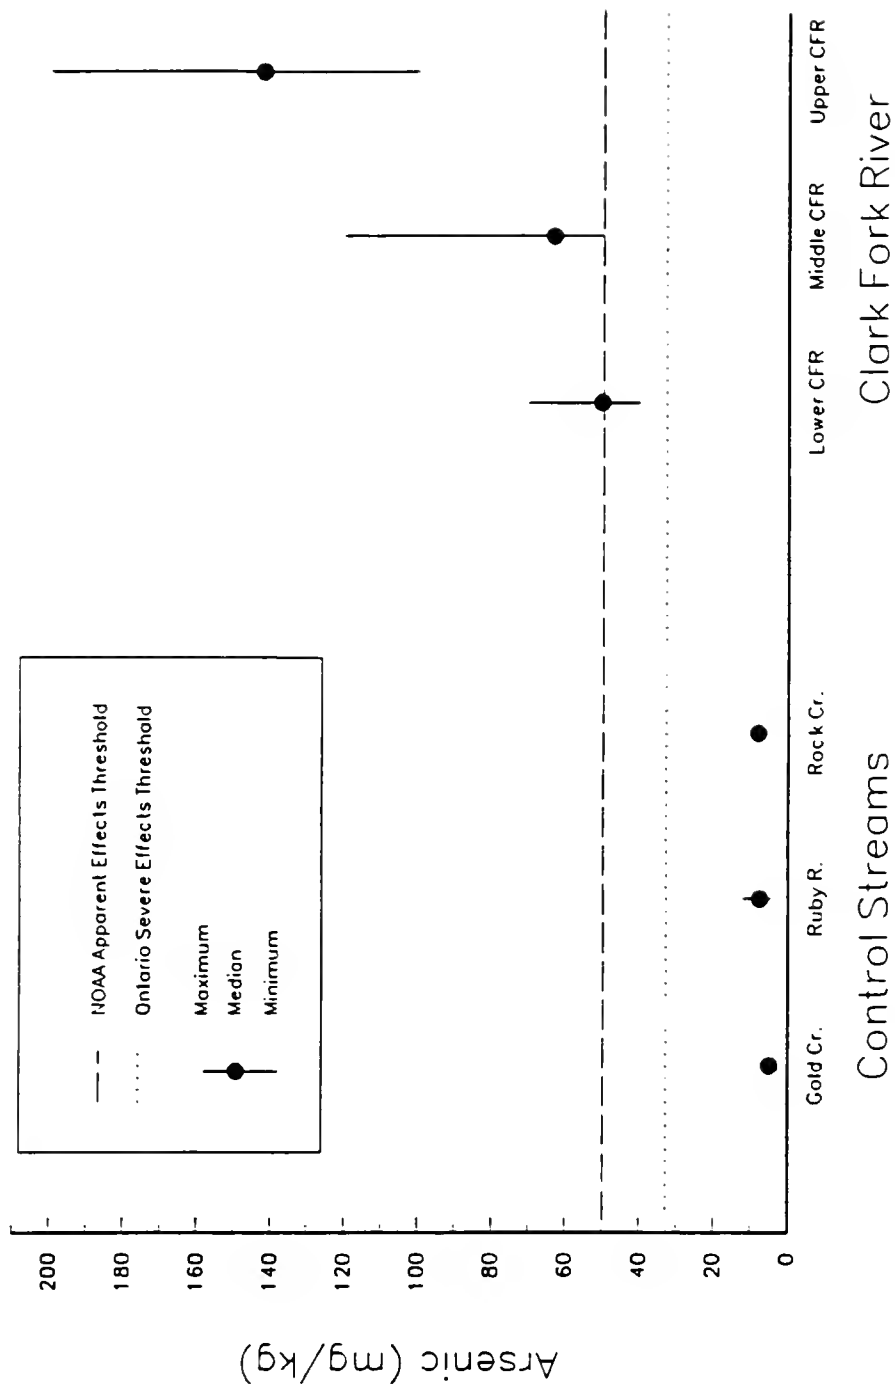 NOAA Apparent Effects Threshold
Ontario Severe Effects Threshold
Maximum
Median
Minimum
Arsenic (mg/kg)
200
180
160
140
120
100
80
60
40
20
0
Gold Cr.
Ruby R.
Rock Cr.
Lower CFR
Middle CFR
Upper CFR
Control Streams
Clark Fork River